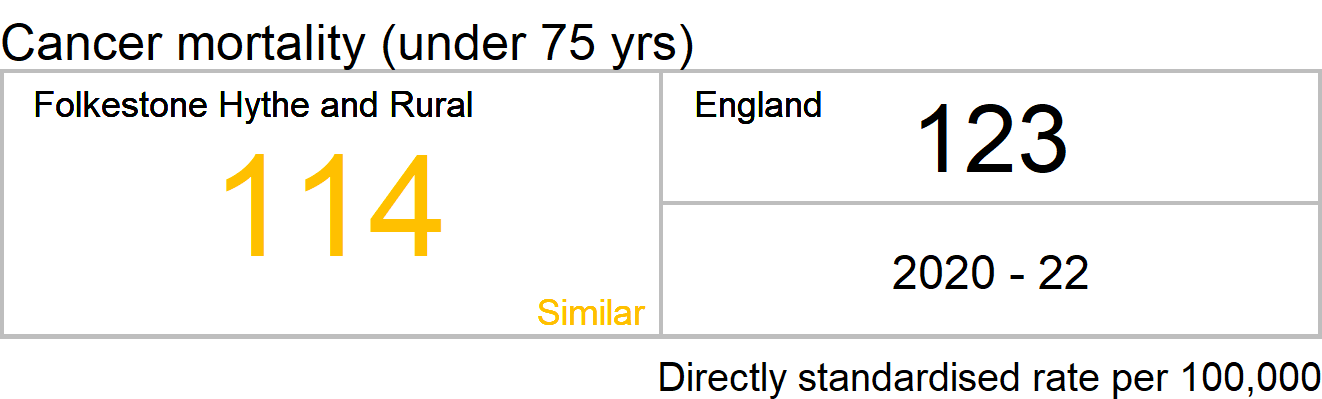 Cancer mortality (under 75 yrs)
Folkestone Hythe and Rural
114
Similar
England
123
2020 - 22
Directly standardised rate per 100,000